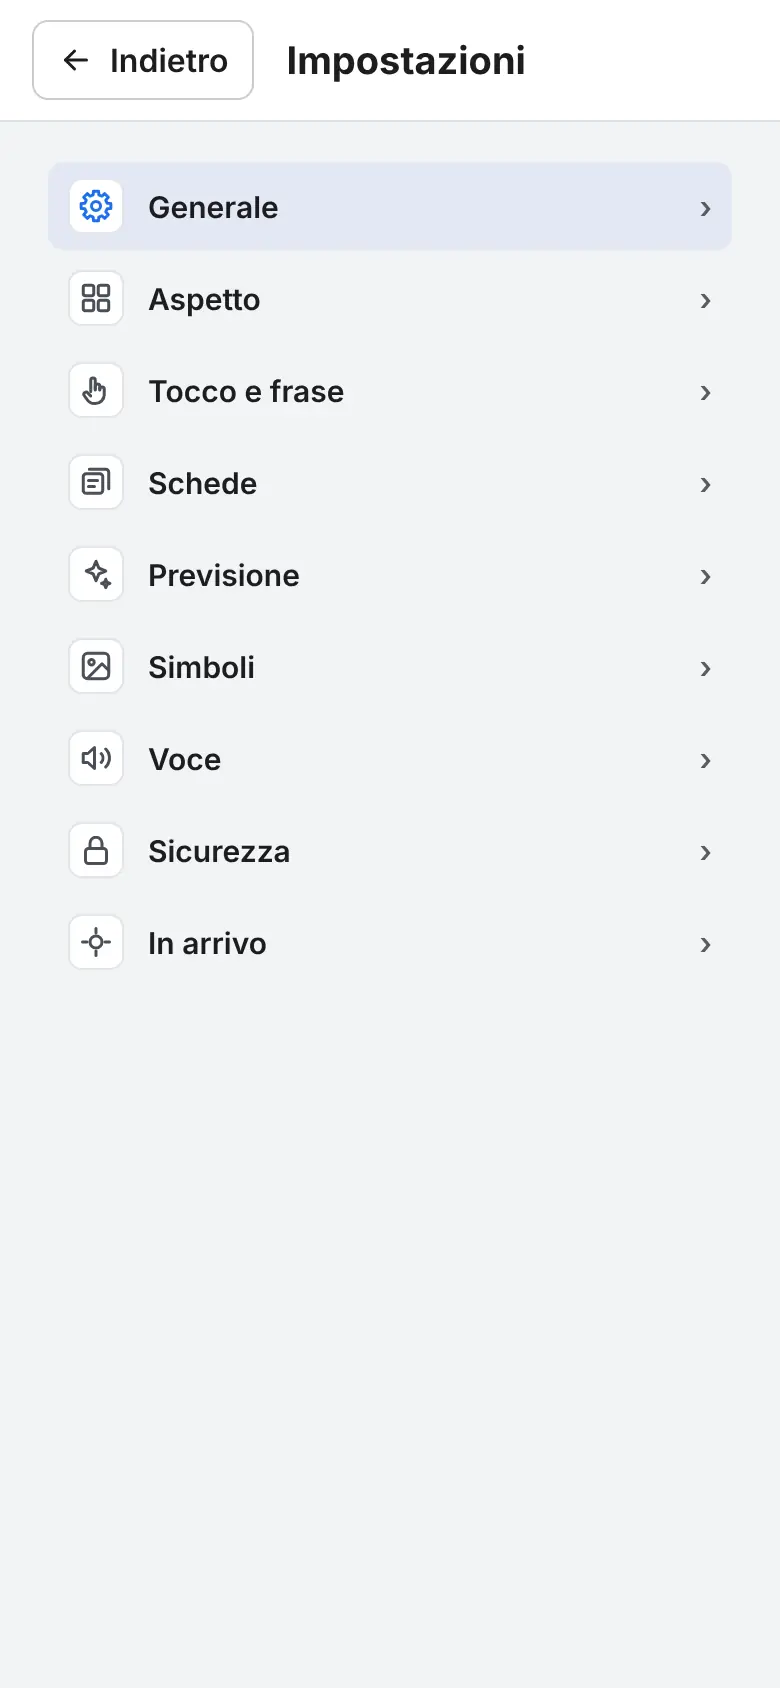 Indietro
Impostazioni
Generale
Aspetto
Tocco e frase
Schede
Previsione
Simboli
Voce
Sicurezza
In arrivo